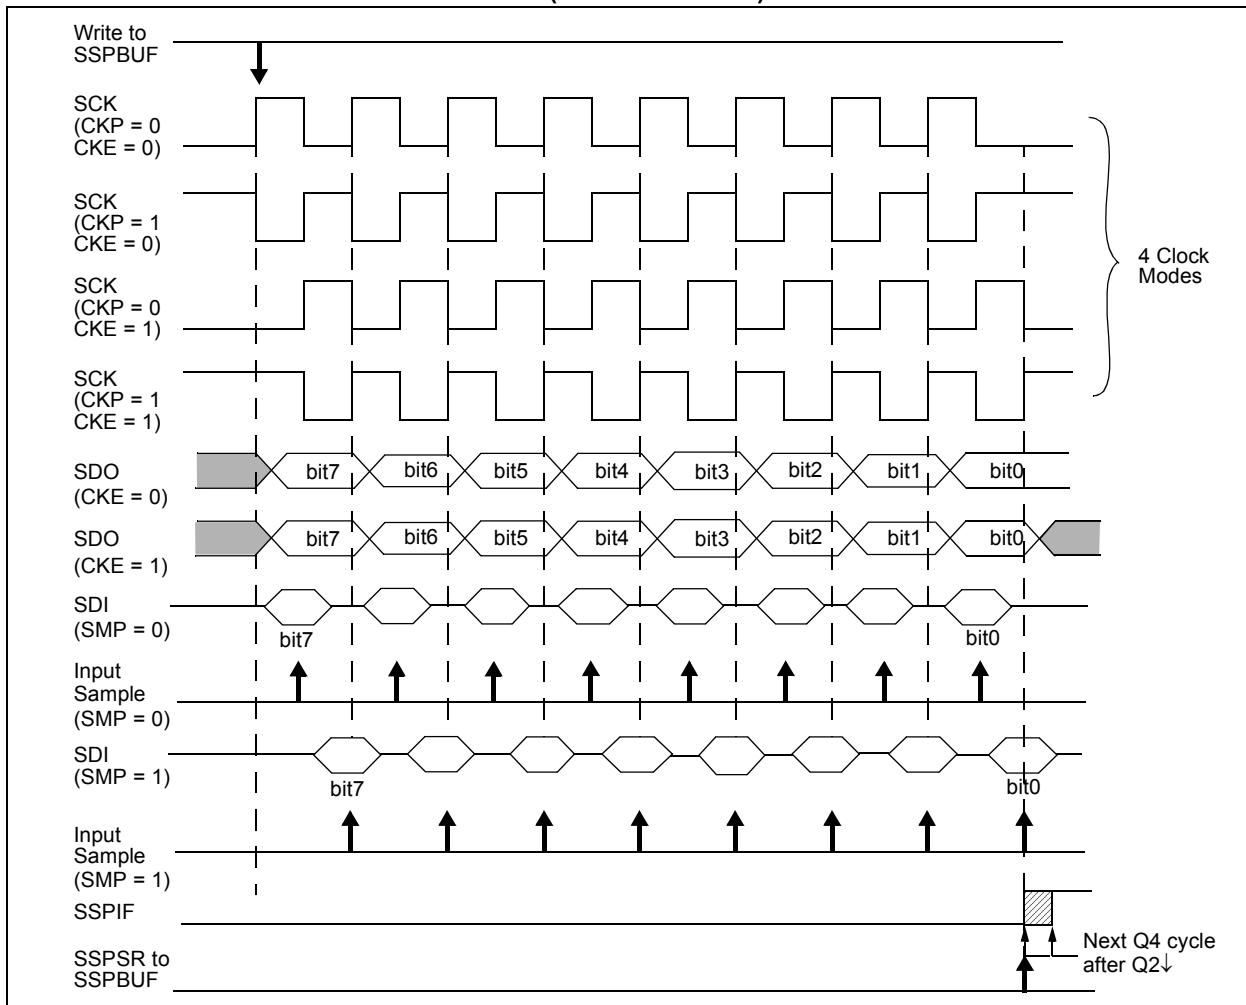 Write to
SSPBUF
SCK
(CKP = 0
CKE = 0)
SCK
(CKP = 1
CKE = 0)
SCK
(CKP = 0
CKE = 1)
SCK
(CKP = 1
CKE = 1)
4 Clock
Modes
SDO
(CKE = 0)
bit7 bit6 bit5 bit4 bit3 bit2 bit1 bit0
SDO
(CKE = 1)
bit7 bit6 bit5 bit4 bit3 bit2 bit1 bit0
SDI
(SMP = 0)
bit7 bit0
Input
Sample
(SMP = 0)
SDI
(SMP = 1)
bit7 bit0
Input
Sample
(SMP = 1)
SSPIF
SSPSR to
SSPBUF
Next Q4 cycle
after Q2↓